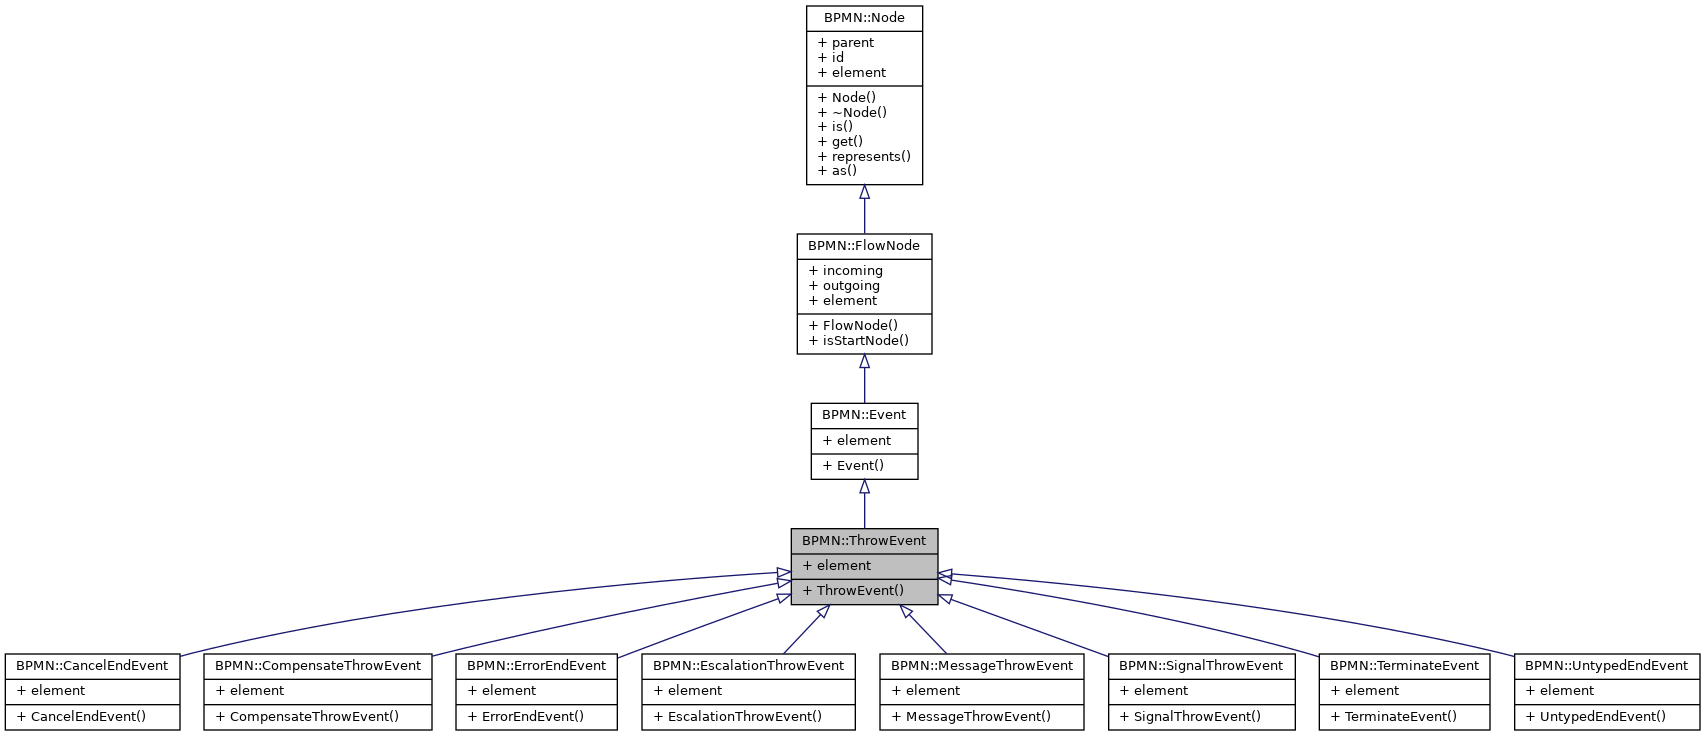 BPMN::Node
+ parent
+ id
+ element
+ Node()
+ ~Node()
+ is()
+ get()
+ represents()
+ as()
BPMN::FlowNode
+ incoming
+ outgoing
+ element
+ FlowNode()
+ isStartNode()
BPMN::Event
+ element
+ Event()
BPMN::ThrowEvent
+ element
+ ThrowEvent()
BPMN::CancelEndEvent
+ element
+ CancelEndEvent()
BPMN::CompensateThrowEvent
+ element
+ CompensateThrowEvent()
BPMN::ErrorEndEvent
+ element
+ ErrorEndEvent()
BPMN::EscalationThrowEvent
+ element
+ EscalationThrowEvent()
BPMN::MessageThrowEvent
+ element
+ MessageThrowEvent()
BPMN::SignalThrowEvent
+ element
+ SignalThrowEvent()
BPMN::TerminateEvent
+ element
+ TerminateEvent()
BPMN::UntypedEndEvent
+ element
+ UntypedEndEvent()